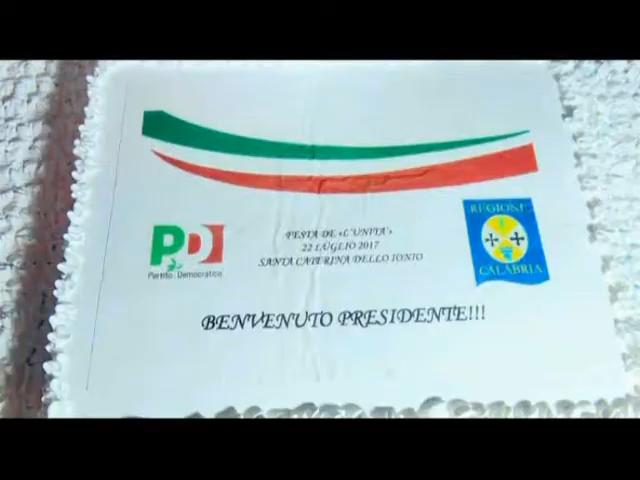 REGIONE
CALABRIA
PD
Partito Democratico
FESTA DE «L'UNITA'»
22 LUGLIO 2017
SANTA CATERINA DELLO IONIO
BENVENUTO PRESIDENTE!!!